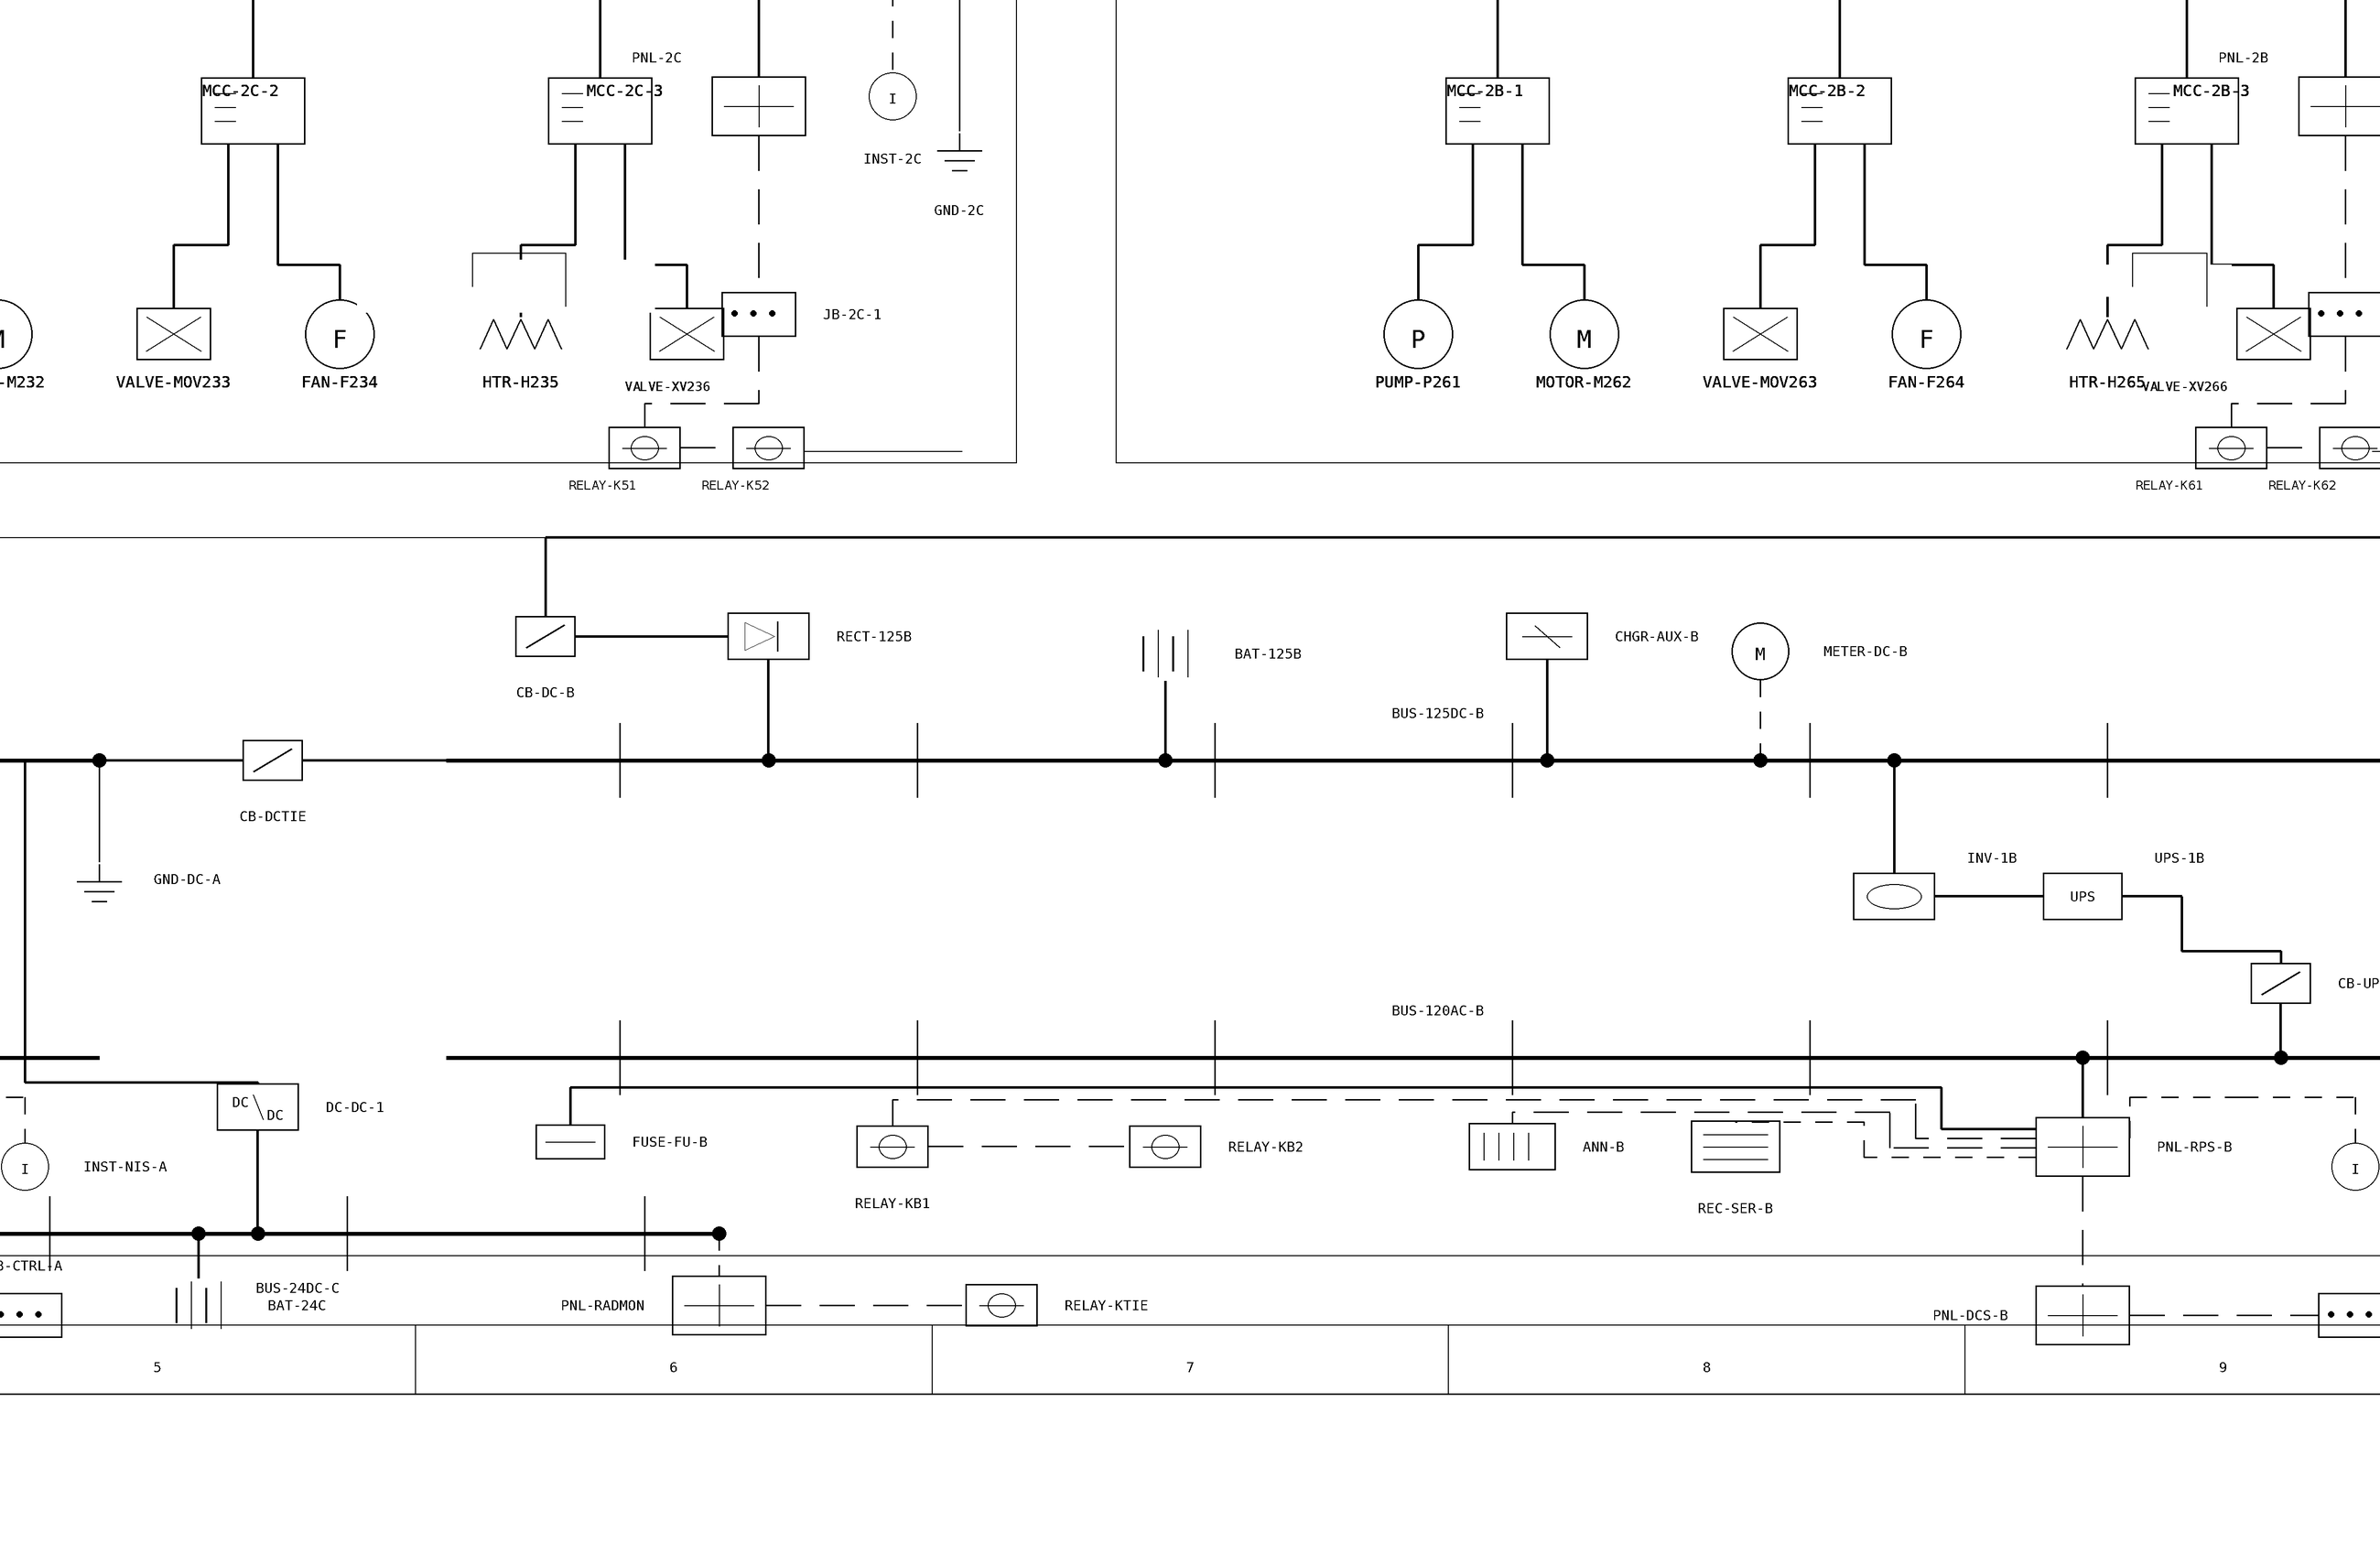 PNL-2C
PNL-2B
MCC-2C-2
MCC-2C-3
I
MCC-2B-1
MCC-2B-2
MCC-2B-3
INST-2C
GND-2C
JB-2C-1
M
F
P
M
F
-M232
VALVE-MOV233
FAN-F234
HTR-H235
VALVE-XV236
PUMP-P261
MOTOR-M262
VALVE-MOV263
FAN-F264
HTR-H265
VALVE-XV266
RELAY-K51
RELAY-K52
RELAY-K61
RELAY-K62
RECT-125B
BAT-125B
CHGR-AUX-B
M
METER-DC-B
CB-DC-B
BUS-125DC-B
CB-DCTIE
GND-DC-A
INV-1B
UPS-1B
UPS
CB-UP
BUS-120AC-B
DC
DC
DC-DC-1
FUSE-FU-B
RELAY-KB2
ANN-B
PNL-RPS-B
I
INST-NIS-A
I
RELAY-KB1
REC-SER-B
B-CTRL-A
BUS-24DC-C
BAT-24C
PNL-RADMON
RELAY-KTIE
PNL-DCS-B
5
6
7
8
9